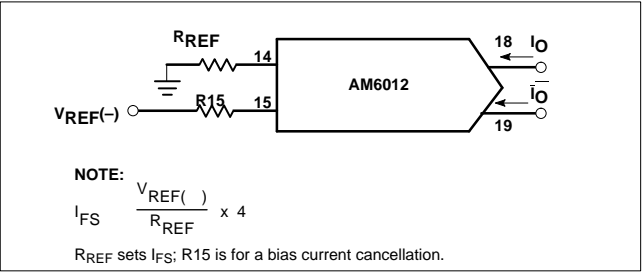 RREF
14
18 IO
AM6012
VREF(–)
R15
15
IO
19
NOTE:
IFS VREF( )
RREF
x 4
RREF sets IFS; R15 is for a bias current cancellation.